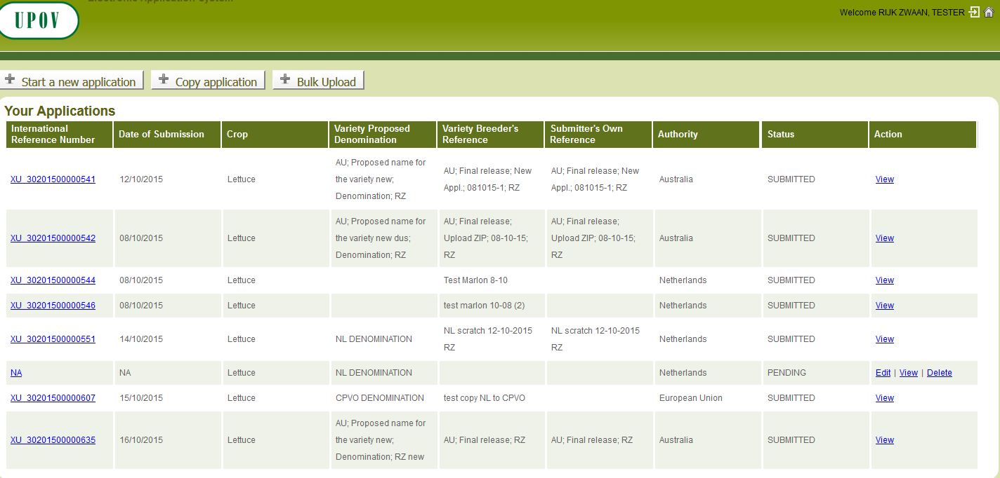 Electronic Application System
UPOV
Welcome RIJK ZWAAN, TESTER
Start a new application
Copy application
Bulk Upload
Your Applications
International Reference Number Date of Submission Crop Variety Proposed Denomination Variety Breeder's Reference Submitter's Own Reference Authority Status Action
XU_30201500000541 12/10/2015 Lettuce AU; Proposed name for the variety new; Denomination; RZ AU; Final release; New Appl.; 081015-1; RZ AU; Final release; New Appl.; 081015-1; RZ Australia SUBMITTED View
XU_30201500000542 08/10/2015 Lettuce AU; Proposed name for the variety new dus; Denomination; RZ AU; Final release; Upload ZIP; 08-10-15; RZ AU; Final release; Upload ZIP; 08-10-15; RZ Australia SUBMITTED View
XU_30201500000544 08/10/2015 Lettuce Test Marlon 8-10 Netherlands SUBMITTED View
XU_30201500000546 08/10/2015 Lettuce test marlon 10-08 (2) Netherlands SUBMITTED View
XU_30201500000551 14/10/2015 Lettuce NL DENOMINATION NL scratch 12-10-2015 RZ NL scratch 12-10-2015 RZ Netherlands SUBMITTED View
NA NA Lettuce NL DENOMINATION Netherlands PENDING Edit | View | Delete
XU_30201500000607 15/10/2015 Lettuce CPVO DENOMINATION test copy NL to CPVO European Union SUBMITTED View
XU_30201500000635 16/10/2015 Lettuce AU; Proposed name for the variety new; Denomination; RZ new AU; Final release; RZ AU; Final release; RZ Australia SUBMITTED View